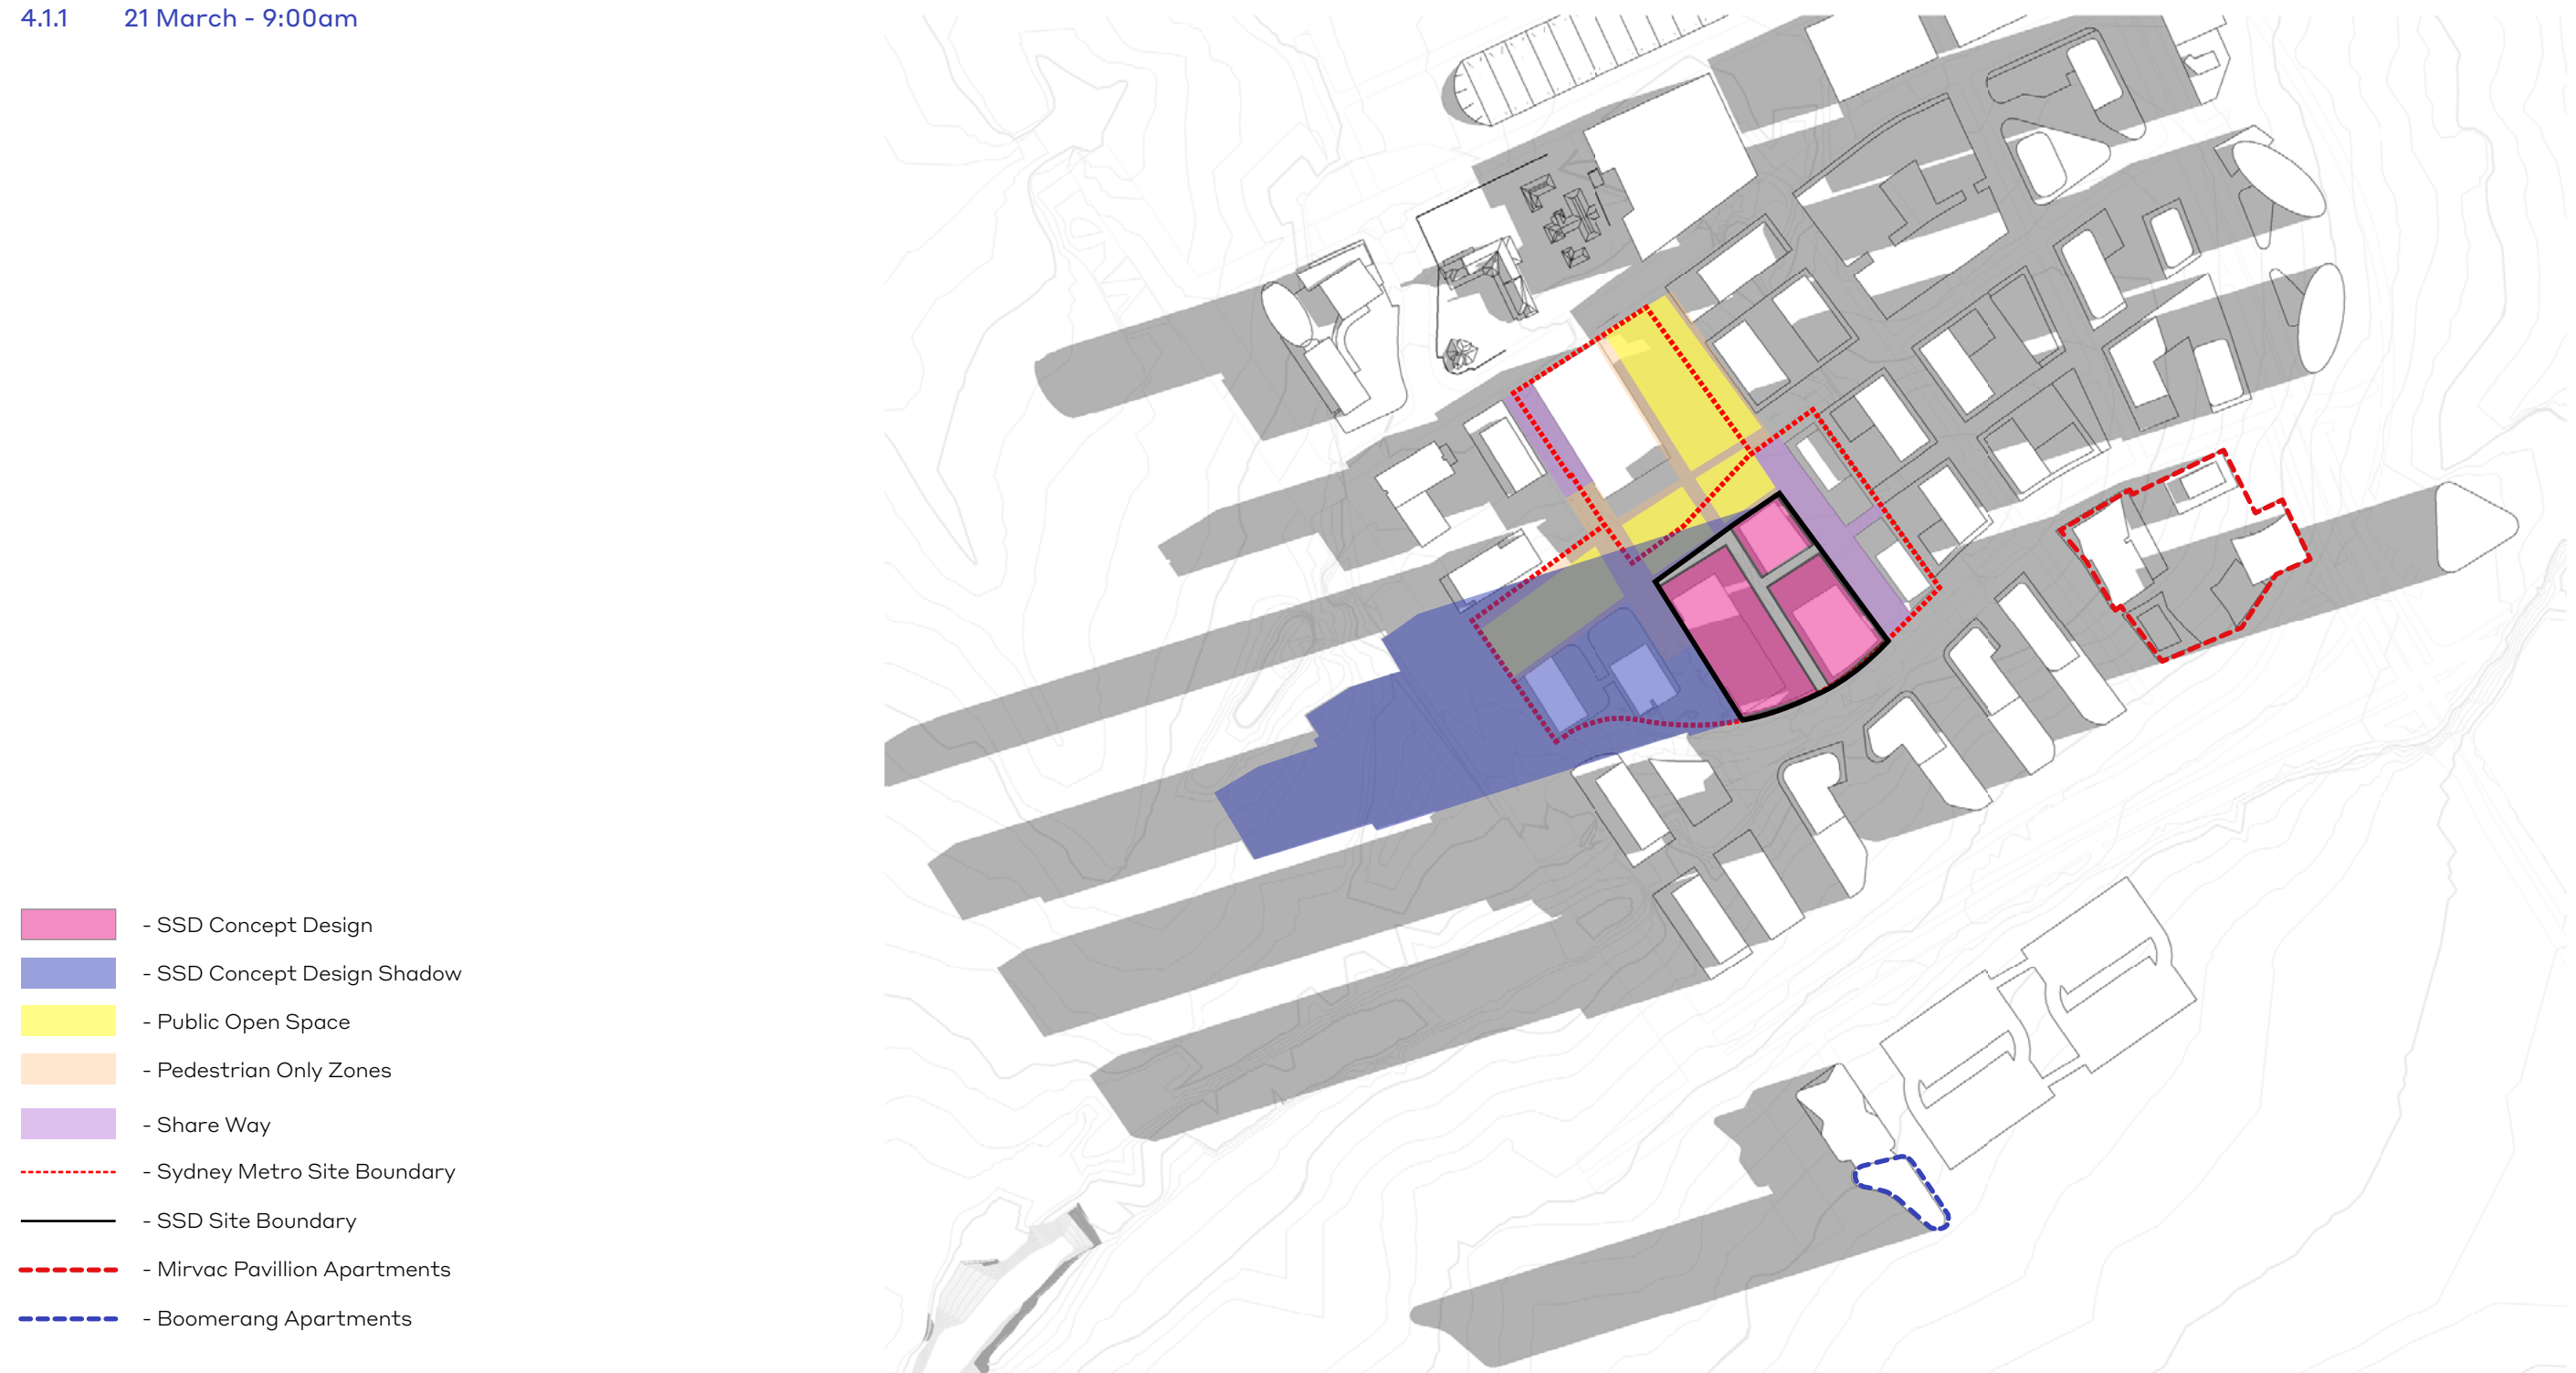 4.1.1 21 March - 9:00am
- SSD Concept Design
- SSD Concept Design Shadow
- Public Open Space
- Pedestrian Only Zones
- Share Way
- Sydney Metro Site Boundary
- SSD Site Boundary
- Mirvac Pavillion Apartments
- Boomerang Apartments